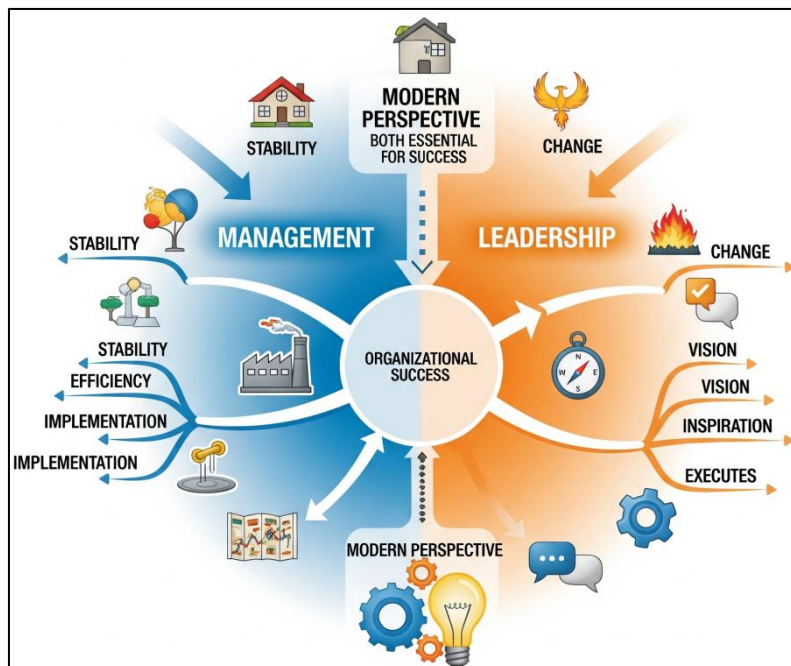 MODERN
PERSPECTIVE
BOTH ESSENTIAL
FOR SUCCESS
STABILITY
CHANGE
MANAGEMENT
LEADERSHIP
STABILITY
CHANGE
STABILITY
EFFICIENCY
IMPLEMENTATION
IMPLEMENTATION
ORGANIZATIONAL
SUCCESS
N
W
E
S
VISION
VISION
INSPIRATION
EXECUTES
MODERN PERSPECTIVE